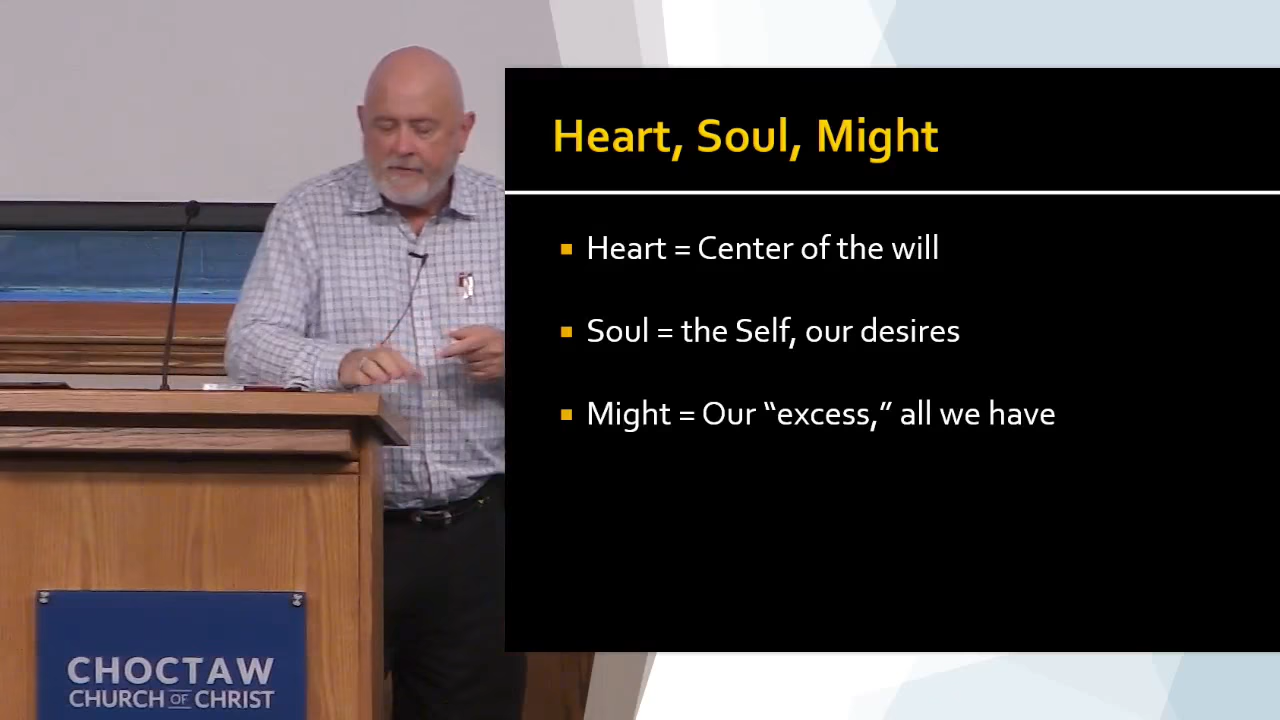 Heart, Soul, Might
Heart = Center of the will
Soul = the Self, our desires
Might = Our “excess,” all we have
CHOCTAW
CHURCH OF CHRIST